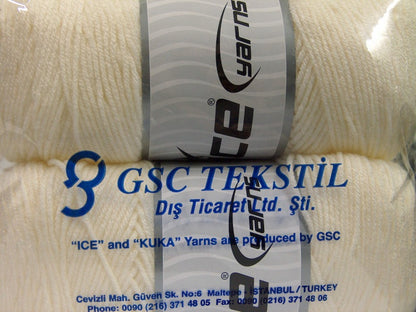 ice yarns
®
GSC TEKSTİL
Dış Ticaret Ltd. Şti.
"ICE" and "KUKA" Yarns are produced by GSC
ice yarns
®
Cevizli Mah. Güven Sk. No:6 Maltepe - İSTANBUL / TURKEY
Phone: 0090 (216) 371 48 05 Fax: 0090 (216) 371 48 06